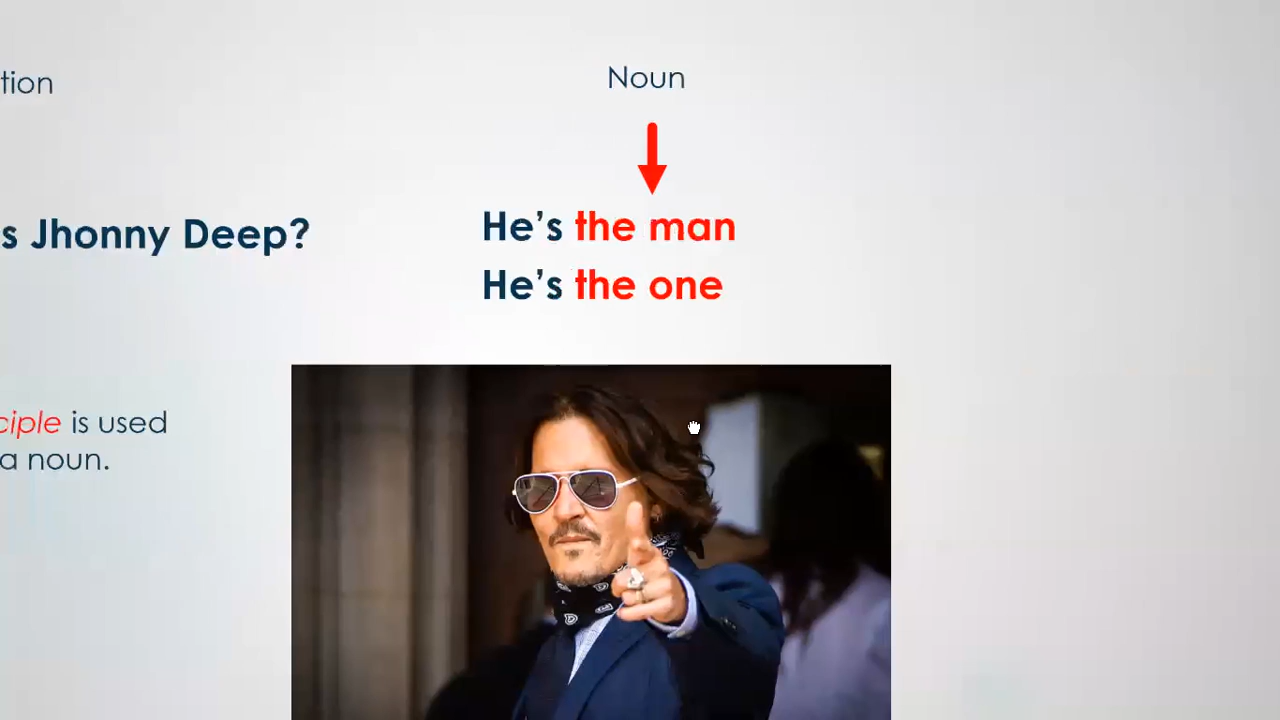 tion
Noun
s Jhonny Deep?
He's the man
He's the one
ciple is used
a noun.